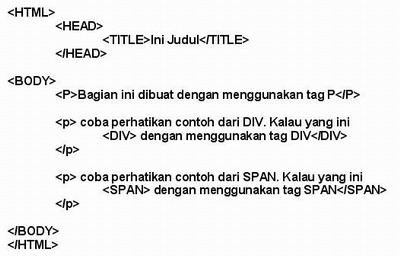 <HTML>
<HEAD>
<TITLE>Ini Judul</TITLE>
</HEAD>
<BODY>
<P>Bagian ini dibuat dengan menggunakan tag P</P>
<p> coba perhatikan contoh dari DIV. Kalau yang ini
<DIV> dengan menggunakan tag DIV</DIV>
</p>
<p> coba perhatikan contoh dari SPAN. Kalau yang ini
<SPAN> dengan menggunakan tag SPAN</SPAN>
</p>
</BODY>
</HTML>